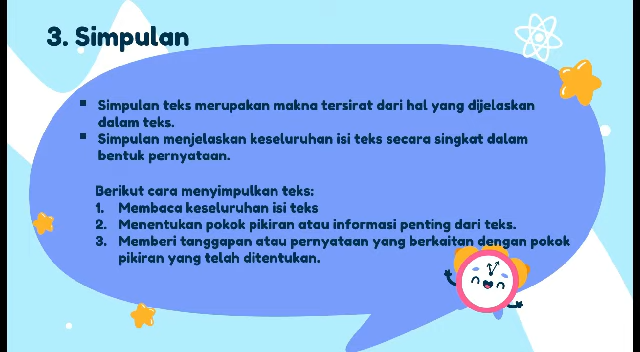 3. Simpulan
▪ Simpulan teks merupakan makna tersirat dari hal yang dijelaskan
dalam teks.
▪ Simpulan menjelaskan keseluruhan isi teks secara singkat dalam
bentuk pernyataan.
Berikut cara menyimpulkan teks:
1. Membaca keseluruhan isi teks
2. Menentukan pokok pikiran atau informasi penting dari teks.
3. Memberi tanggapan atau pernyataan yang berkaitan dengan pokok
pikiran yang telah ditentukan.